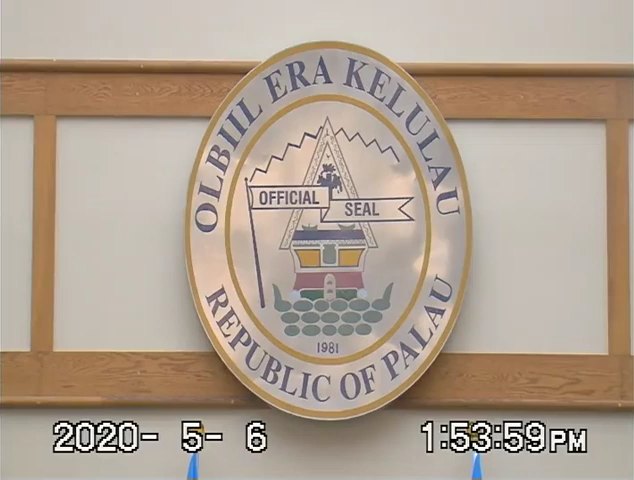 OLBIIL ERA KELULAU
OFFICIAL
SEAL
1981
REPUBLIC OF PALAU
2020- 5- 6
1:53:59PM